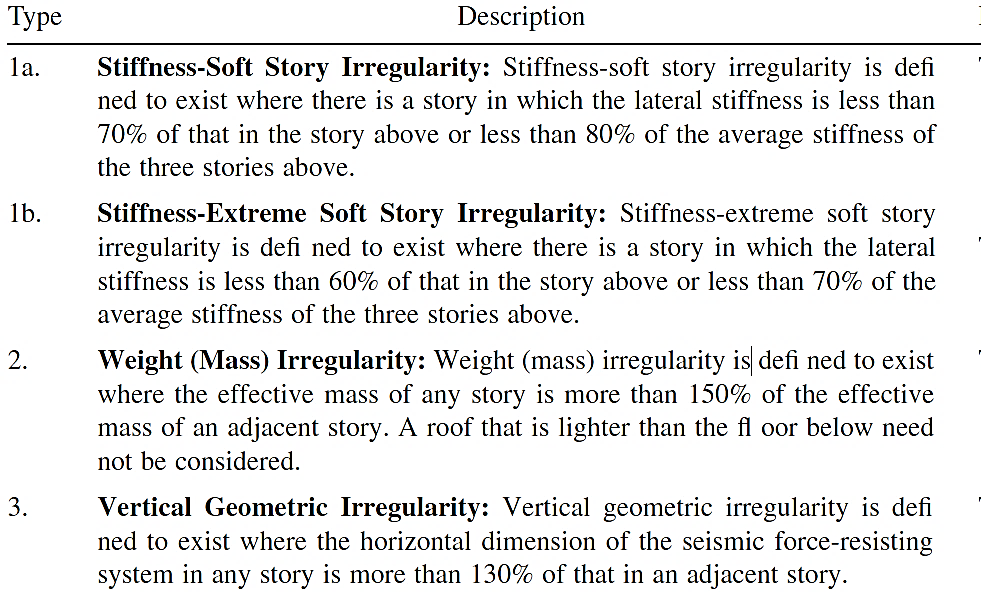 Type Description
1a. Stiffness-Soft Story Irregularity: Stiffness-soft story irregularity is defi
ned to exist where there is a story in which the lateral stiffness is less than
70% of that in the story above or less than 80% of the average stiffness of
the three stories above.
1b. Stiffness-Extreme Soft Story Irregularity: Stiffness-extreme soft story
irregularity is defi ned to exist where there is a story in which the lateral
stiffness is less than 60% of that in the story above or less than 70% of the
average stiffness of the three stories above.
2. Weight (Mass) Irregularity: Weight (mass) irregularity is defi ned to exist
where the effective mass of any story is more than 150% of the effective
mass of an adjacent story. A roof that is lighter than the fl oor below need
not be considered.
3. Vertical Geometric Irregularity: Vertical geometric irregularity is defi
ned to exist where the horizontal dimension of the seismic force-resisting
system in any story is more than 130% of that in an adjacent story.